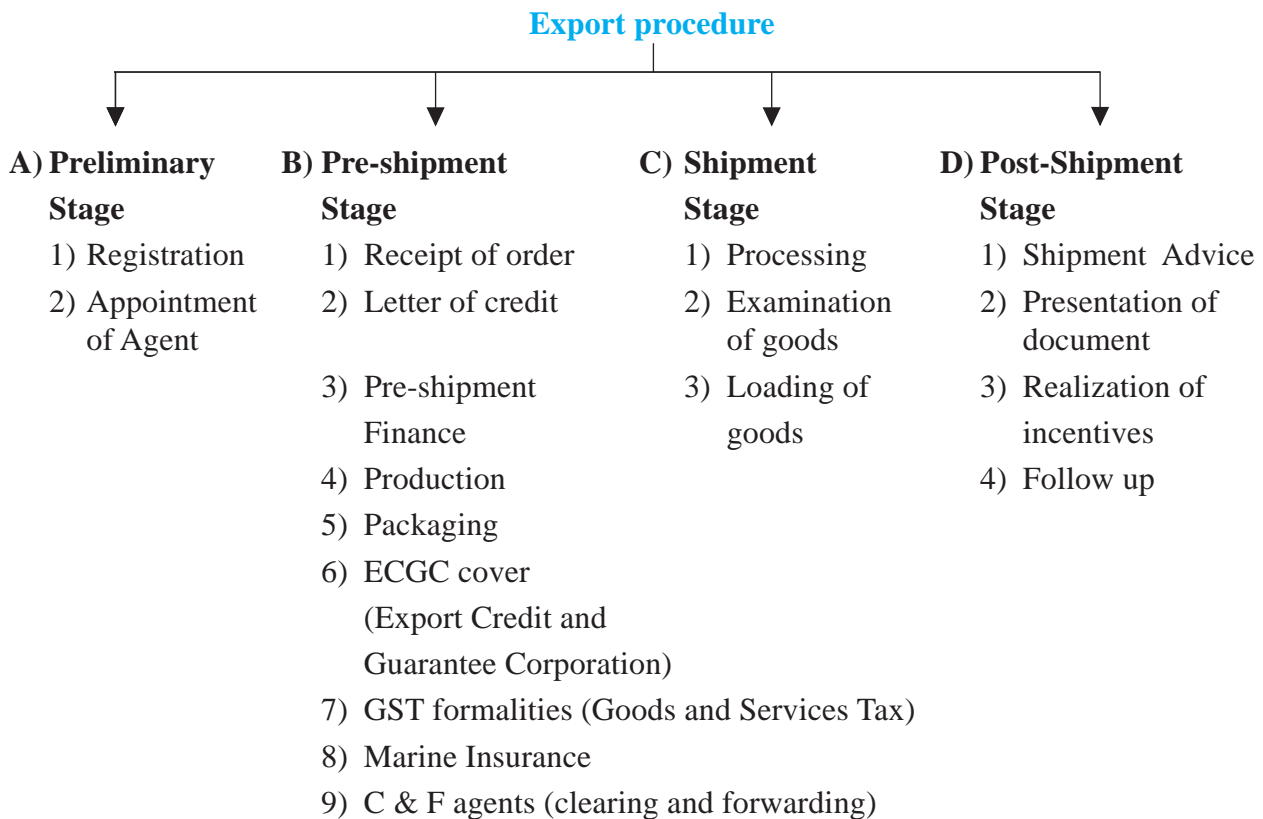 Export procedure
A) Preliminary
Stage
1) Registration
2) Appointment
of Agent
B) Pre-shipment
Stage
1) Receipt of order
2) Letter of credit
3) Pre-shipment
Finance
4) Production
5) Packaging
6) ECGC cover
(Export Credit and
Guarantee Corporation)
7) GST formalities (Goods and Services Tax)
8) Marine Insurance
9) C & F agents (clearing and forwarding)
C) Shipment
Stage
1) Processing
2) Examination
of goods
3) Loading of
goods
D) Post-Shipment
Stage
1) Shipment Advice
2) Presentation of
document
3) Realization of
incentives
4) Follow up